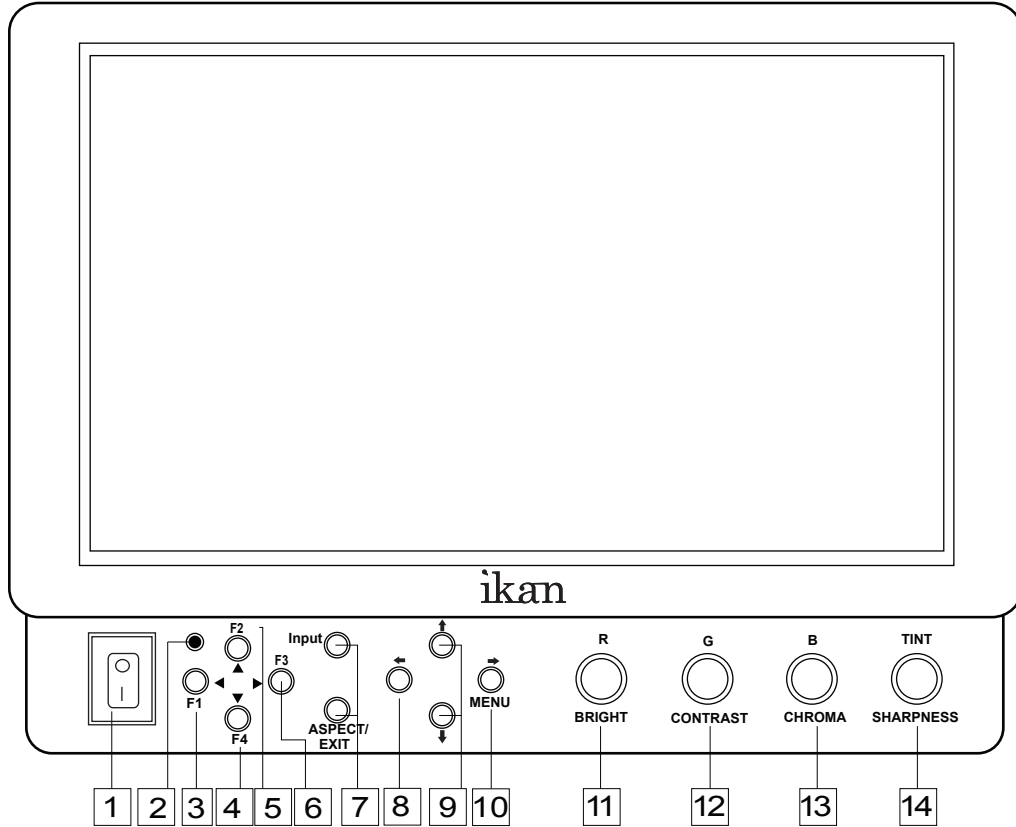 ikan
F2
Input
F3
F1
F4
ASPECT/
EXIT
MENU
R
G
B
TINT
BRIGHT
CONTRAST
CHROMA
SHARPNESS
1
2
3
4
5
6
7
8
9
10
11
12
13
14